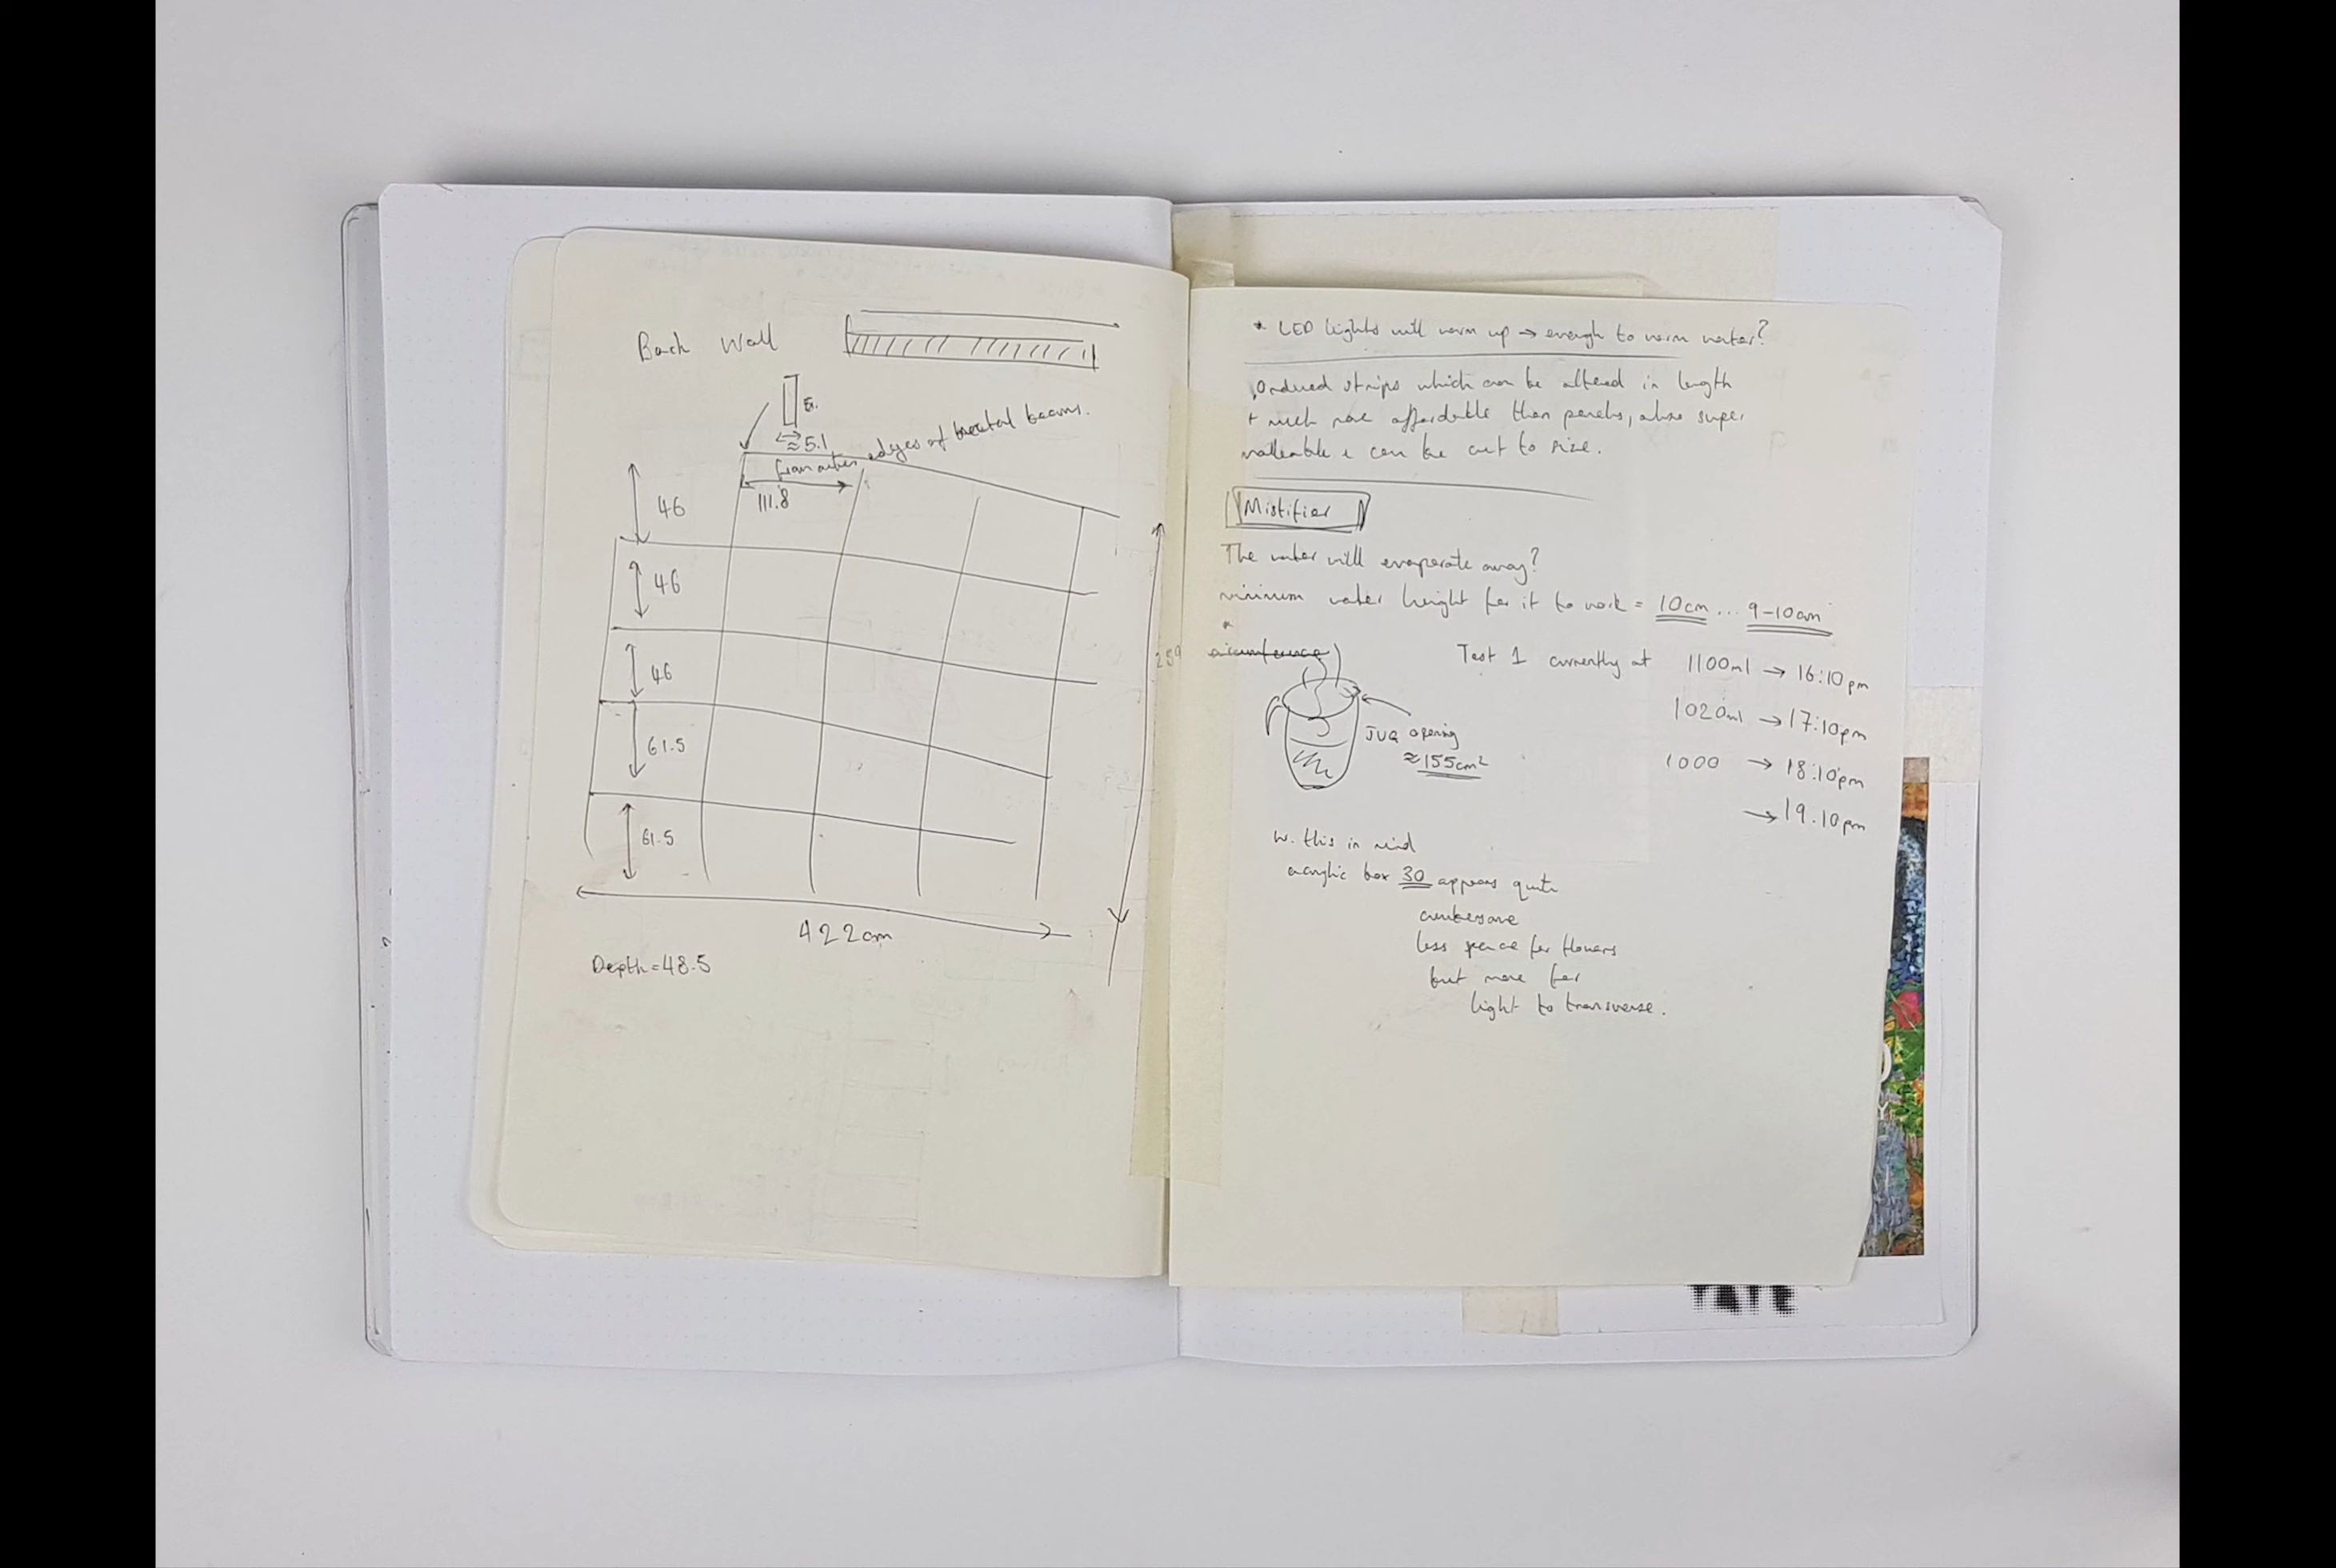 Back Wall
≈5.1
from outer edges of metal beams.
111.8
46
46
46
61.5
61.5
259
422cm
Depth=48.5
* LED lights will warm up → enough to warm water?
Ordered strips which can be altered in length
+ much more affordable than panels, also super
malleable & can be cut to size.
Mistifier
The water will evaporate away?
minimum water height for it to work = 10cm ... 9-10cm
Test 1 currently at 1100ml → 16:10pm
1020ml → 17:10pm
1000 → 18:10pm
→ 19.10pm
JUG opening
≈155cm²
w. this in mind
acrylic box 30 appears quite
cumbersome
less space for flowers
but more for
light to transverse.